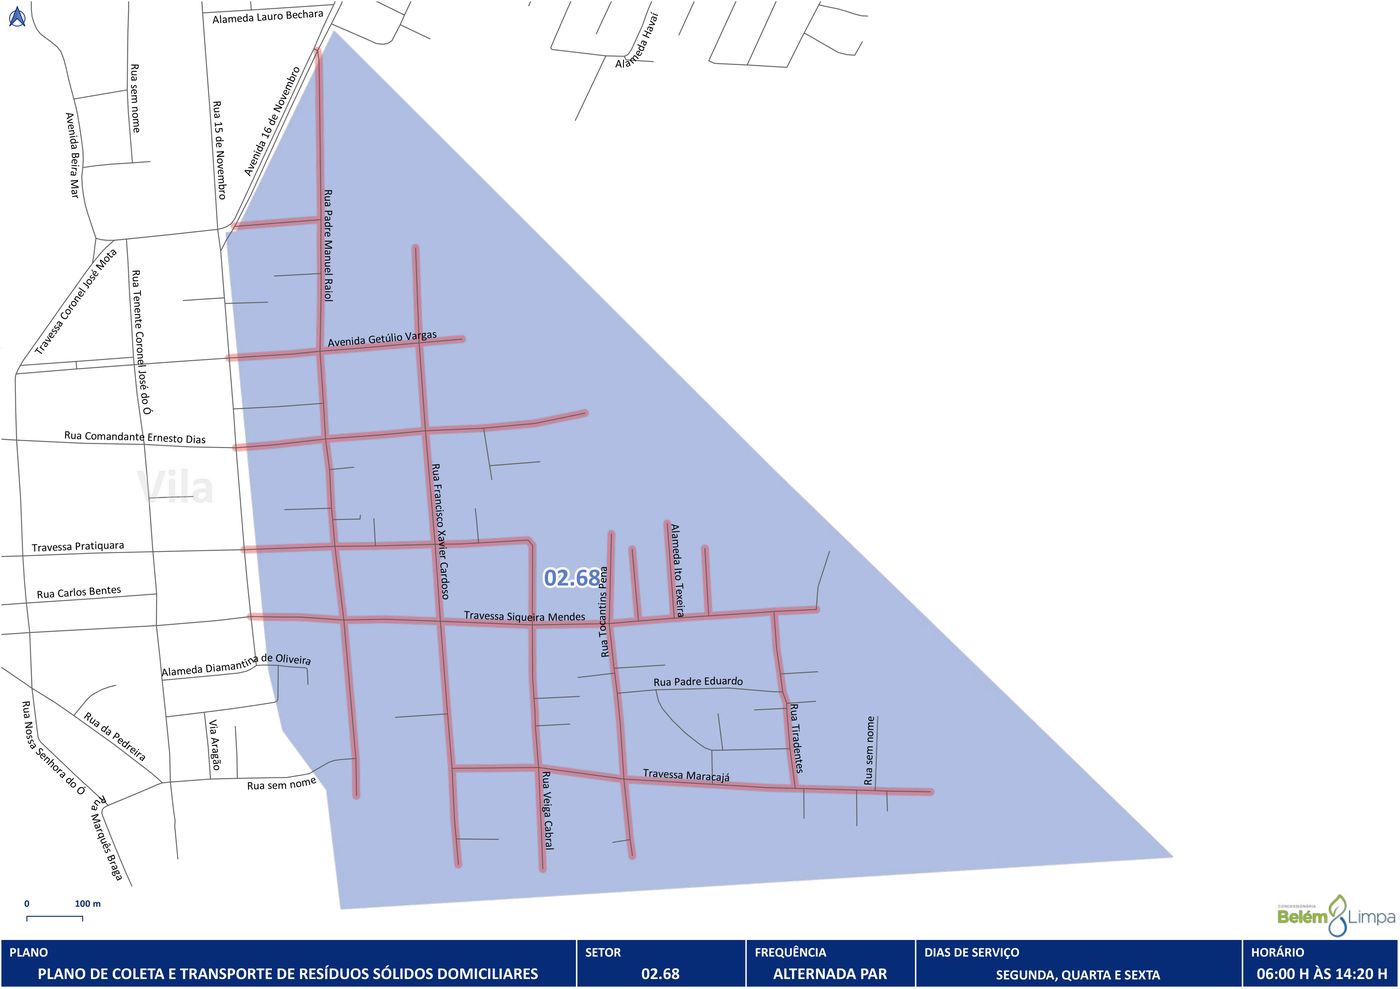 Alameda Lauro Bechara
Alameda Havaí
Rua sem nome
Avenida Beira Mar
Rua 15 de Novembro
Avenida 16 de Novembro
Rua Padre Manuel Raiol
Travessa Coronel José Mota
Rua Tenente Coronel José do Ó
Avenida Getúlio Vargas
Rua Comandante Ernesto Dias
Vila
Rua Francisco Xavier Cardoso
Travessa Pratiquara
Rua Carlos Bentes
02.68
Rua Tocantins Pena
Alameda Ito Texeira
Travessa Siqueira Mendes
Alameda Diamantina de Oliveira
Rua Padre Eduardo
Rua Nossa Senhora do Ó
Rua da Pedreira
Via Aragão
Rua sem nome
Rua Tiradentes
Rua sem nome
Travessa Maracajá
Rua Veiga Cabral
Rua Marquês Braga
0 100 m
CONCESSIONÁRIA
Belém Limpa
PLANO
PLANO DE COLETA E TRANSPORTE DE RESÍDUOS SÓLIDOS DOMICILIARES
SETOR
02.68
FREQUÊNCIA
ALTERNADA PAR
DIAS DE SERVIÇO
SEGUNDA, QUARTA E SEXTA
HORÁRIO
06:00 H ÀS 14:20 H